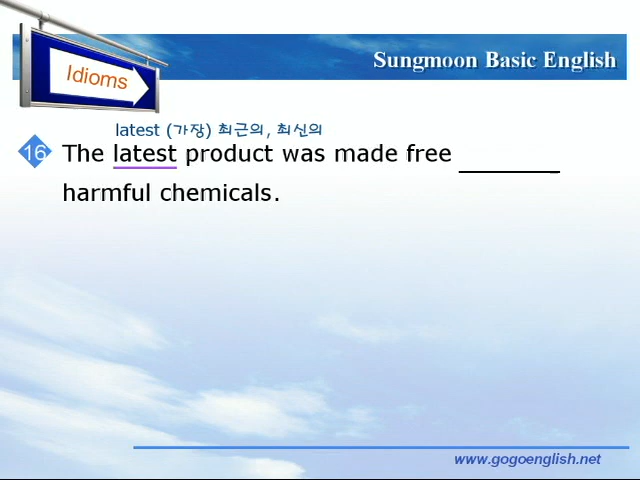 Sungmoon Basic English
Idioms
latest (가장) 최근의, 최신의
16 The latest product was made free ________
harmful chemicals.
www.gogoenglish.net